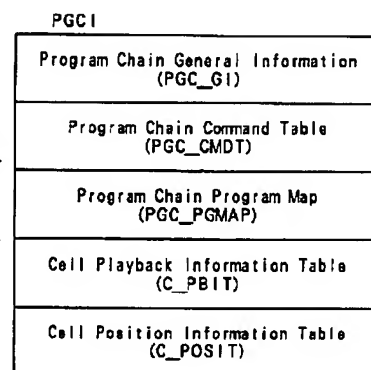 PGCI
Program Chain General Information
(PGC_GI)
Program Chain Command Table
(PGC_CMDT)
Program Chain Program Map
(PGC_PGMAP)
Cell Playback Information Table
(C_PBIT)
Cell Position Information Table
(C_POSIT)